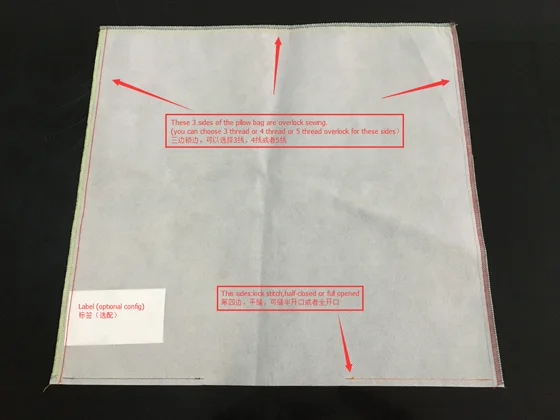 These 3 sides of the pllow bag are overlock sewing.
(you can choose 3 thread or 4 thread or 5 thread overlock for these sides)
三边锁边，可以选择3线，4线或者5线
Label (optional config)
标签（选配）
This sides:lock stitch,half-closed or full opened
第四边，平缝，可缝半开口或者全开口